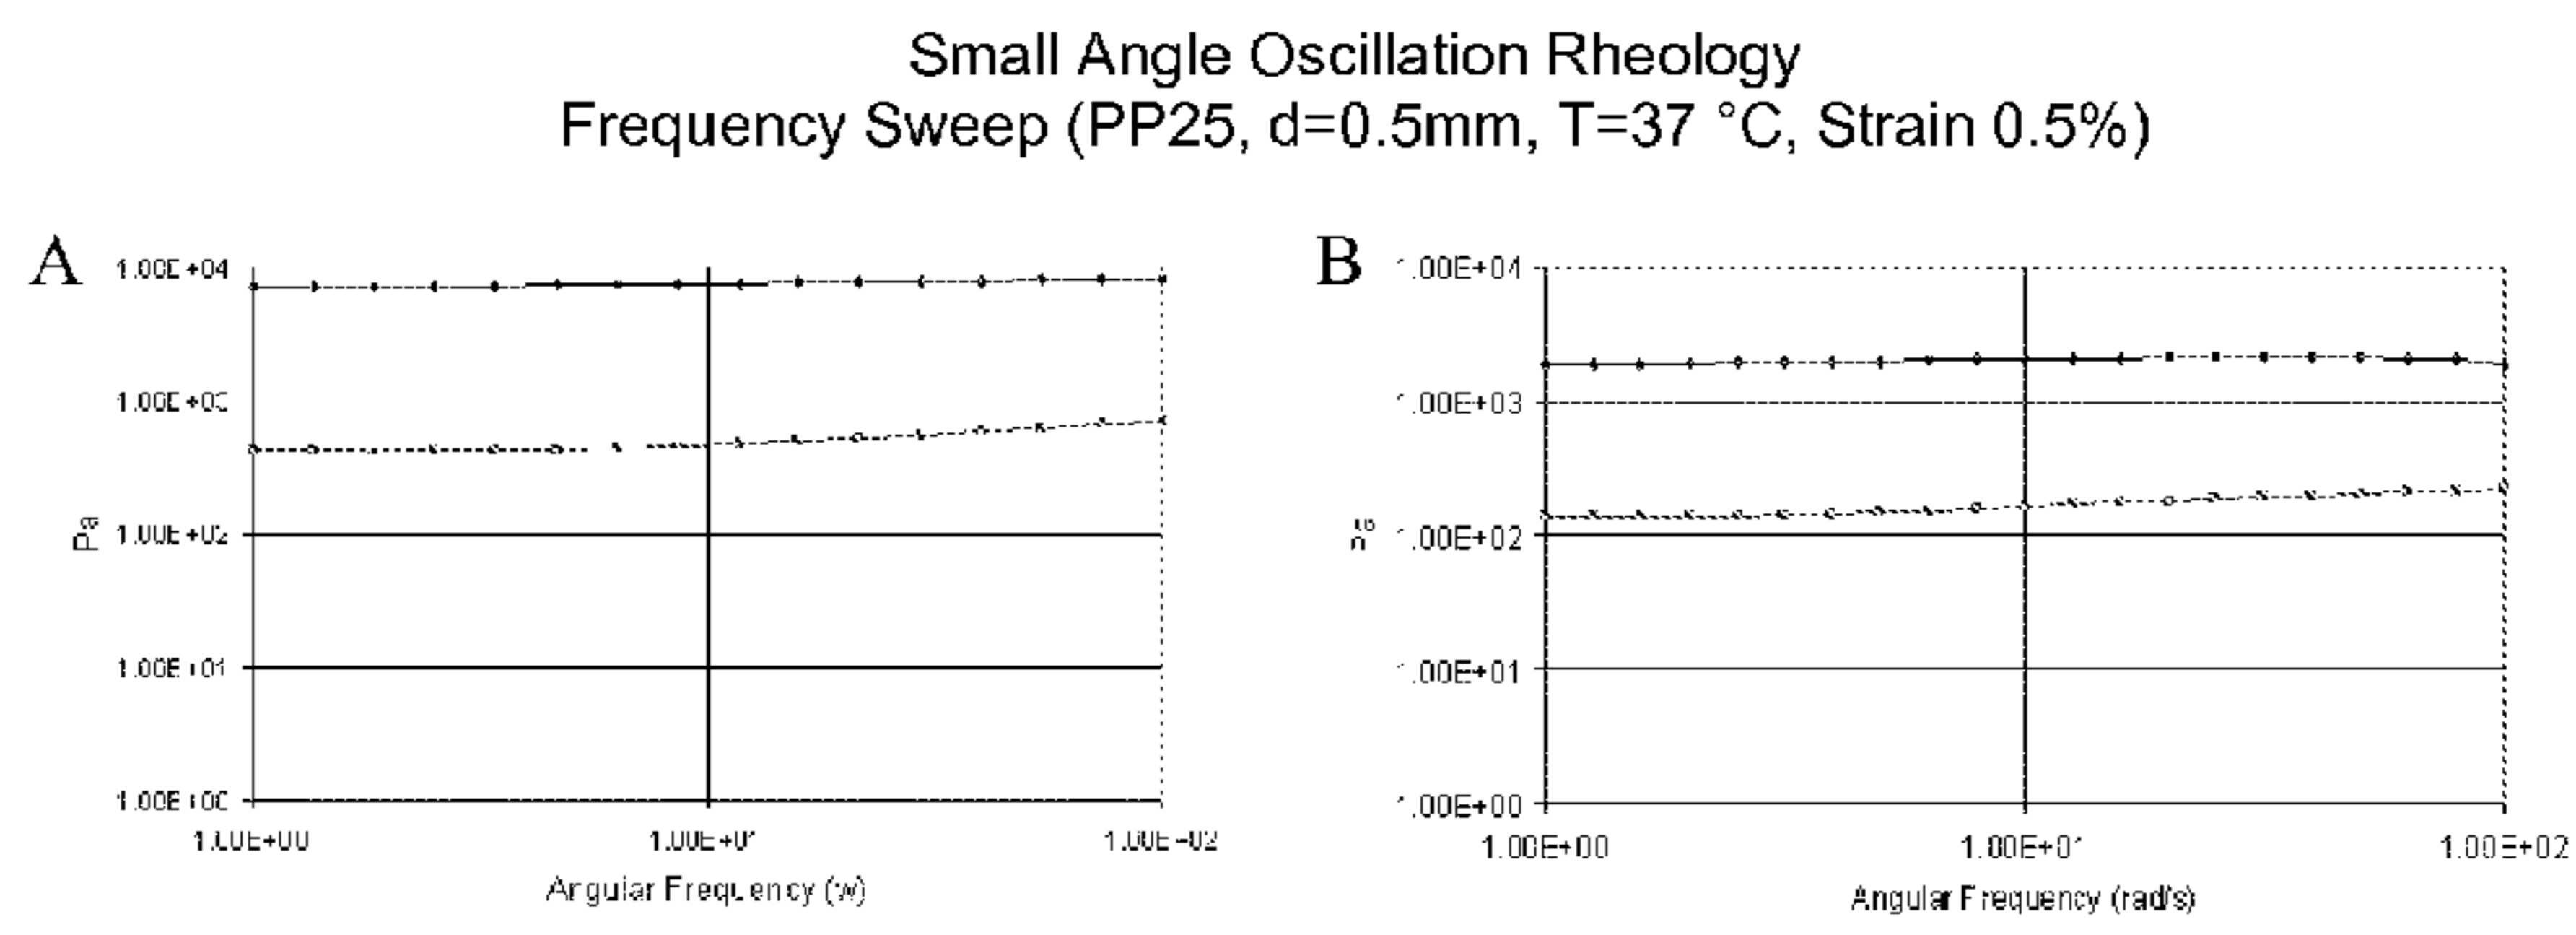 Small Angle Oscillation Rheology
Frequency Sweep (PP25, d=0.5mm, T=37 °C, Strain 0.5%)
A
1.00E+04
1.00E+03
Pa
1.00E+02
1.00E+01
1.00E+00
1.00E+00
1.00E+01
1.00E+02
Angular Frequency (w)
B
1.00E+04
1.00E+03
1.00E+02
1.00E+01
1.00E+00
1.00E+00
1.00E+01
1.00E+02
Angular Frequency (rad/s)